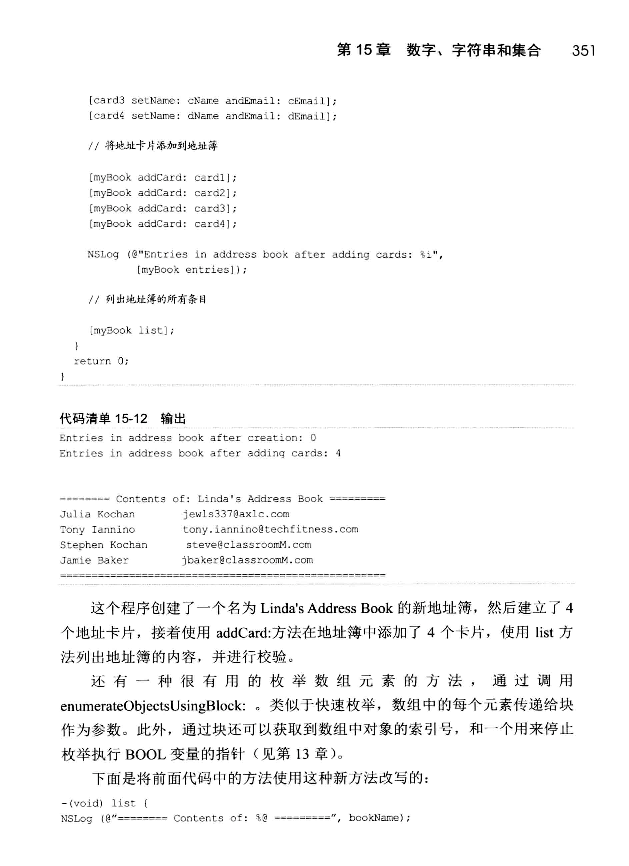 第15章 数字、字符串和集合 351
[card3 setName: cName andEmail: cEmail];
[card4 setName: dName andEmail: dEmail];
// 将地址卡片添加到地址薄
[myBook addCard: card1];
[myBook addCard: card2];
[myBook addCard: card3];
[myBook addCard: card4];
NSLog (@"Entries in address book after adding cards: %i",
[myBook entries]);
// 列出地址薄的所有条目
[myBook list];
}
return 0;
}
代码清单 15-12 输出
Entries in address book after creation: 0
Entries in address book after adding cards: 4
======== Contents of: Linda's Address Book =========
Julia Kochan jewls337@axlc.com
Tony Iannino tony.iannino@techfitness.com
Stephen Kochan steve@classroomM.com
Jamie Baker jbaker@classroomM.com
====================================================
这个程序创建了一个名为 Linda's Address Book 的新地址簿，然后建立了 4
个地址卡片，接着使用 addCard:方法在地址簿中添加了 4 个卡片，使用 list 方
法列出地址簿的内容，并进行校验。
还有一种很有用的枚举数组元素的方法，通过调用
enumerateObjectsUsingBlock: 。类似于快速枚举，数组中的每个元素传递给块
作为参数。此外，通过块还可以获取到数组中对象的索引号，和一个用来停止
枚举执行 BOOL 变量的指针（见第 13 章）。
下面是将前面代码中的方法使用这种新方法改写的：
-(void) list {
NSLog (@"======== Contents of: %@ =========", bookName);